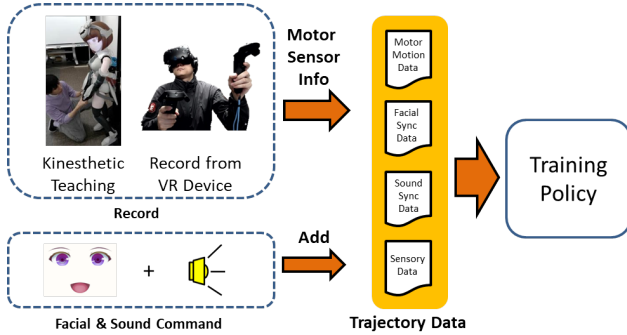 Kinesthetic
Teaching
Record from
VR Device
Record
Motor
Sensor
Info
+
Add
Facial & Sound Command
Motor
Motion
Data
Facial
Sync
Data
Sound
Sync
Data
Sensory
Data
Trajectory Data
Training
Policy